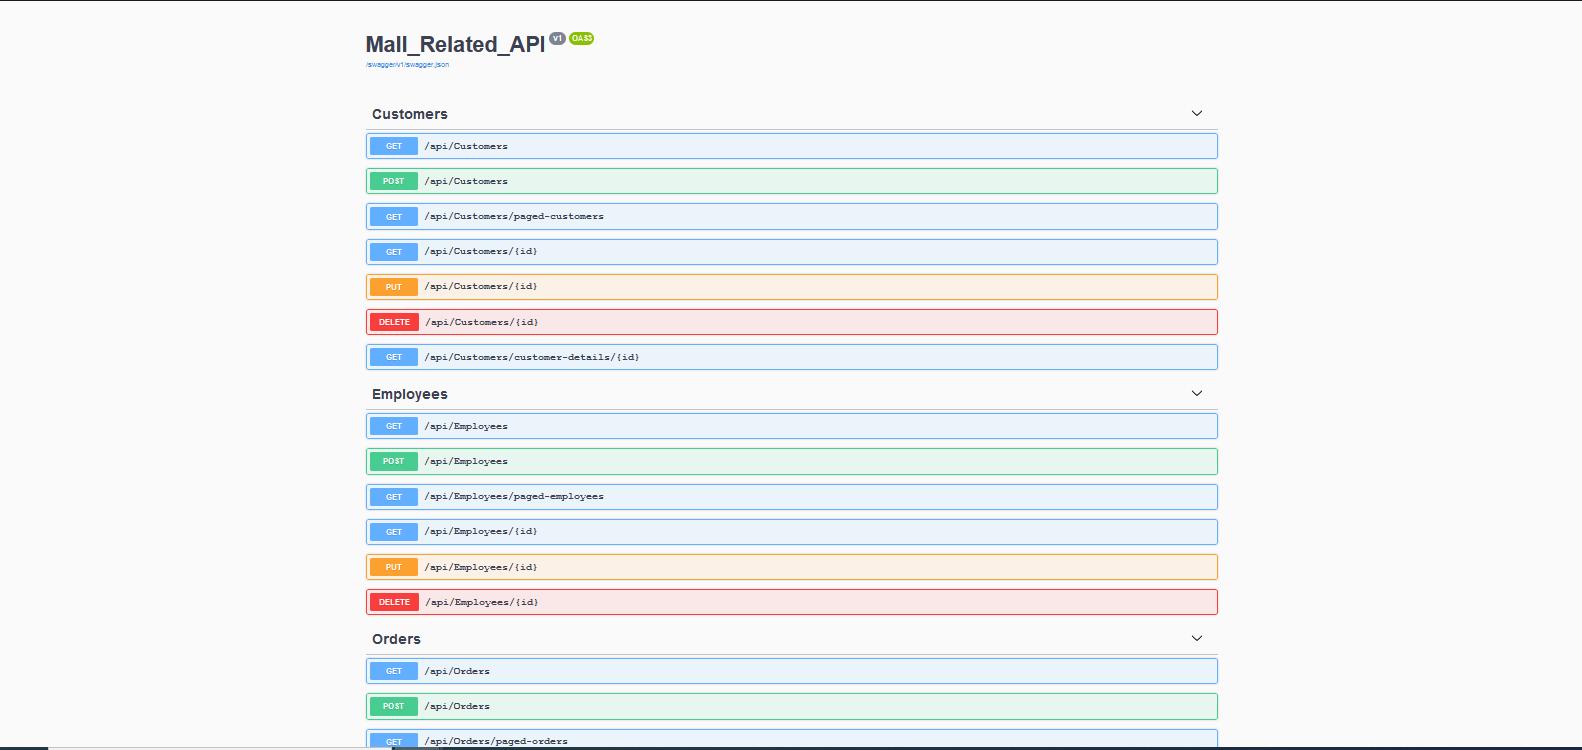 Mall_Related_API v1 OAS3
/swagger/v1/swagger.json
Customers
GET /api/Customers
POST /api/Customers
GET /api/Customers/paged-customers
GET /api/Customers/{id}
PUT /api/Customers/{id}
DELETE /api/Customers/{id}
GET /api/Customers/customer-details/{id}
Employees
GET /api/Employees
POST /api/Employees
GET /api/Employees/paged-employees
GET /api/Employees/{id}
PUT /api/Employees/{id}
DELETE /api/Employees/{id}
Orders
GET /api/Orders
POST /api/Orders
GET /api/Orders/paged-orders